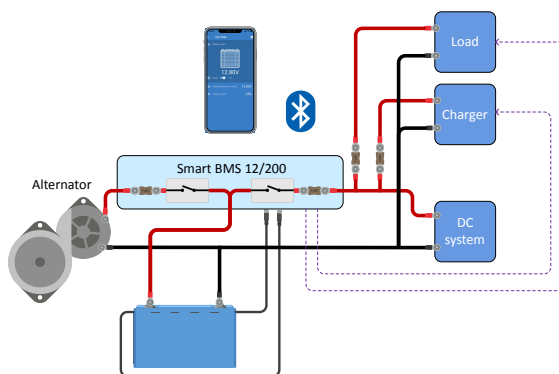 Load
Charger
Smart BMS 12/200
Alternator
DC
system
12.80V